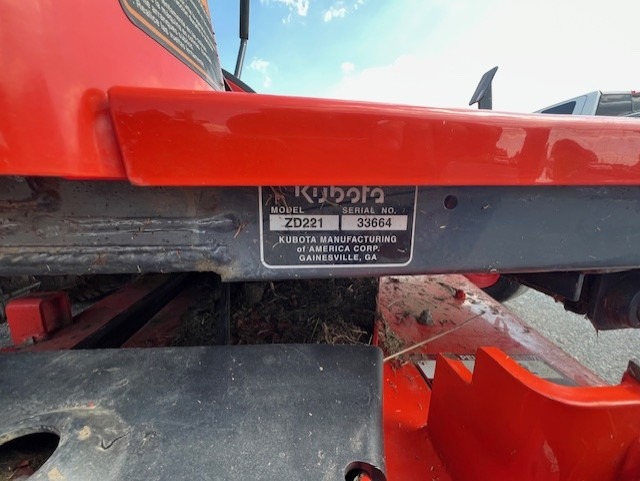 Kubota
MODEL SERIAL NO.
ZD221 33664
KUBOTA MANUFACTURING
of AMERICA CORP.
GAINESVILLE, GA